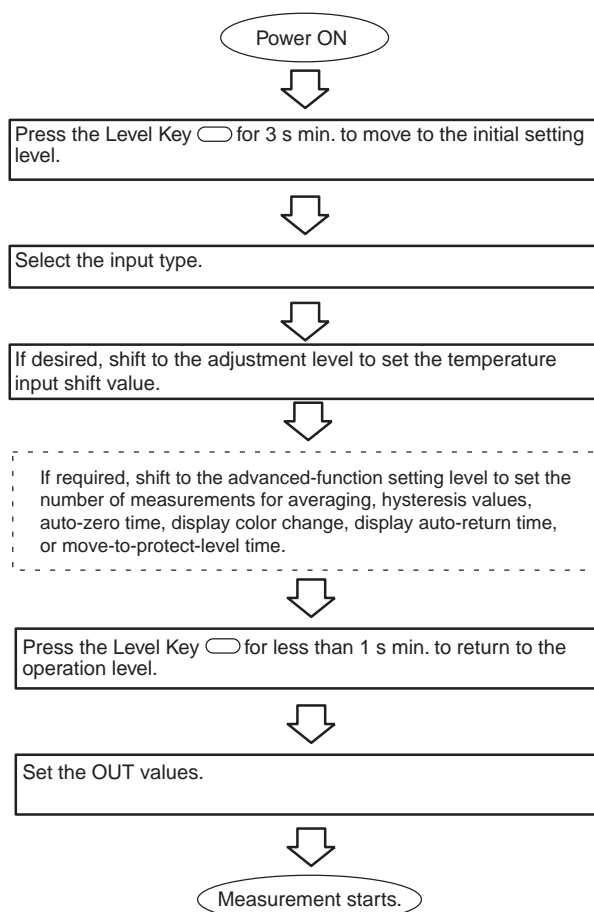 Power ON
Press the Level Key for 3 s min. to move to the initial setting
level.
Select the input type.
If desired, shift to the adjustment level to set the temperature
input shift value.
If required, shift to the advanced-function setting level to set the
number of measurements for averaging, hysteresis values,
auto-zero time, display color change, display auto-return time,
or move-to-protect-level time.
Press the Level Key for less than 1 s min. to return to the
operation level.
Set the OUT values.
Measurement starts.